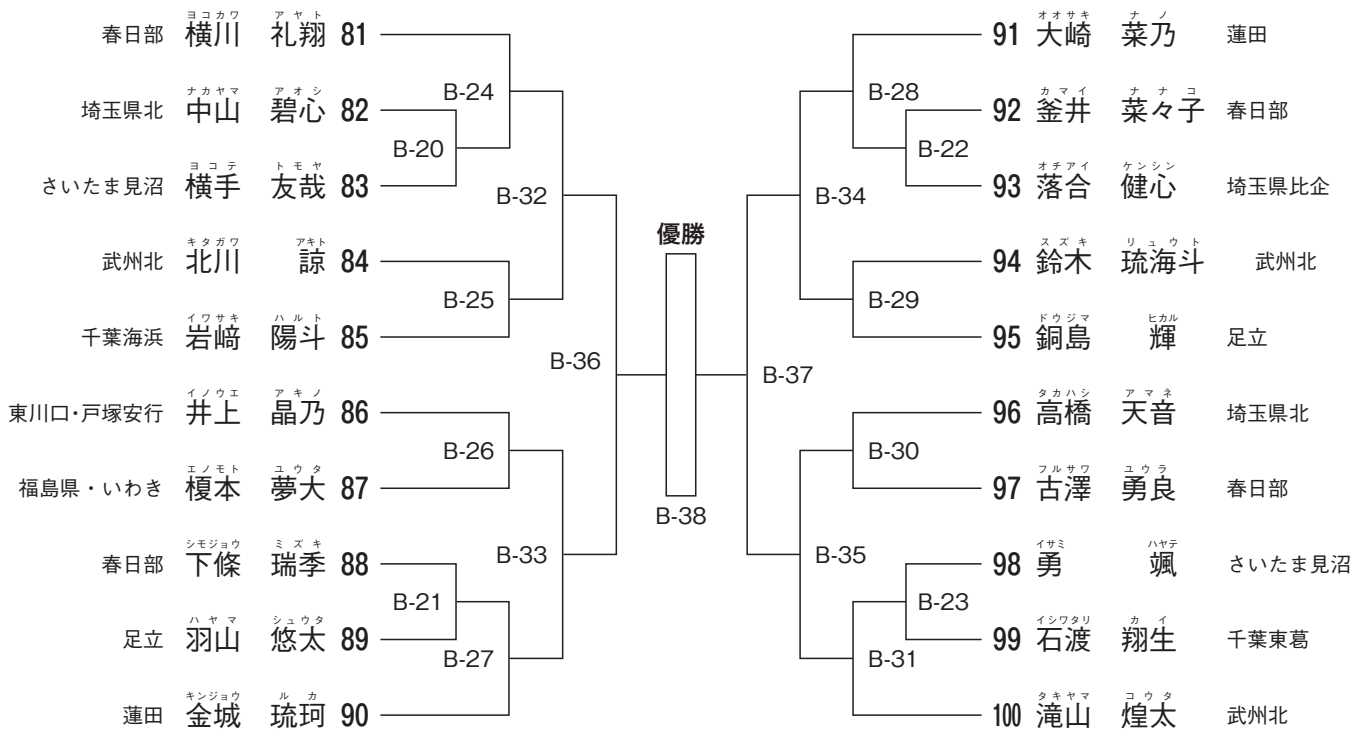 ヨコカワ アヤト
春日部 横川 礼翔 81
B-24
ナカヤマ アオシ
埼玉県北 中山 碧心 82
B-20
ヨコテ トモヤ
さいたま見沼 横手 友哉 83
B-32
キタガワ アキト
武州北 北川 諒 84
B-25
イワサキ ハルト
千葉海浜 岩﨑 陽斗 85
B-36
イノウエ アキノ
東川口・戸塚安行 井上 晶乃 86
B-26
エノモト ユウタ
福島県・いわき 榎本 夢大 87
B-33
シモジョウ ミズキ
春日部 下條 瑞季 88
B-21
ハヤマ シュウタ
足立 羽山 悠太 89
B-27
キンジョウ ルカ
蓮田 金城 琉珂 90
優勝
B-38
オオサキ ナノ
91 大崎 菜乃 蓮田
B-28
カマイ ナナコ
92 釜井 菜々子 春日部
B-22
オチアイ ケンシン
93 落合 健心 埼玉県比企
B-34
スズキ リュウト
94 鈴木 琉海斗 武州北
B-29
ドウジマ ヒカル
95 銅島 輝 足立
B-37
タカハシ アマネ
96 高橋 天音 埼玉県北
B-30
フルサワ ユウラ
97 古澤 勇良 春日部
B-35
イサミ ハヤテ
98 勇 颯 さいたま見沼
B-23
イシワタリ カイ
99 石渡 翔生 千葉東葛
B-31
タキヤマ コウタ
100 滝山 煌太 武州北